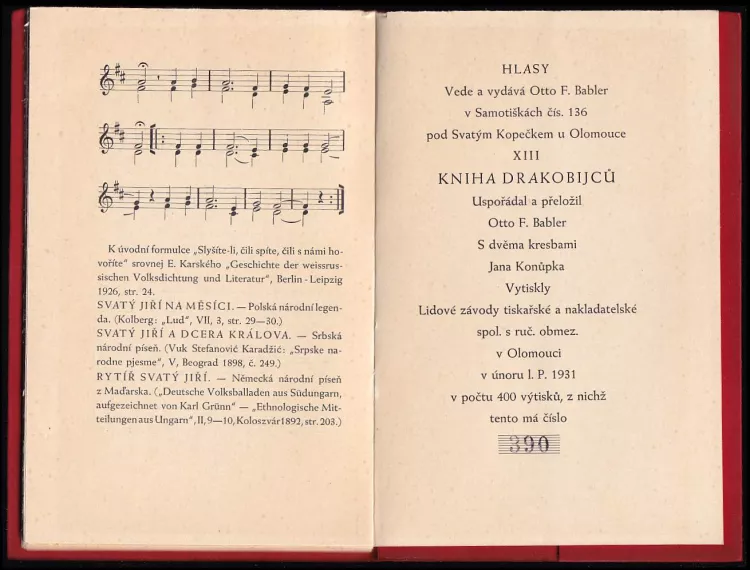 K úvodní formulce „Slyšíte-li, čili spíte, čili s námi ho-
voříte“ srovnej E. Karského „Geschichte der weissrus-
sischen Volksdichtung und Literatur“, Berlin - Leipzig
1926, str. 24.
SVATÝ JIŘÍ NA MĚSÍCI. — Polská národní legen-
da. (Kolberg: „Lud“, VII, 3, str. 29—30.)
SVATÝ JIŘÍ A DCERA KRÁLOVA. — Srbská
národní píseň. (Vuk Stefanović Karadžić: „Srpske na-
rodne pjesme“, V, Beograd 1898, č. 249.)
RYTÍŘ SVATÝ JIŘÍ. — Německá národní píseň
z Maďarska. („Deutsche Volksballaden aus Südungarn,
aufgezeichnet von Karl Grünn“ — „Ethnologische Mit-
teilungen aus Ungarn“, II, 9—10, Koloszvár 1892, str. 203.)
HLASY
Vede a vydává Otto F. Babler
v Samotiškách čís. 136
pod Svatým Kopečkem u Olomouce
XIII
KNIHA DRAKOBIJCŮ
Uspořádal a přeložil
Otto F. Babler
S dvěma kresbami
Jana Konůpka
Vytiskly
Lidové závody tiskařské a nakladatelské
spol. s ruč. obmez.
v Olomouci
v únoru l. P. 1931
v počtu 400 výtisků, z nichž
tento má číslo
390